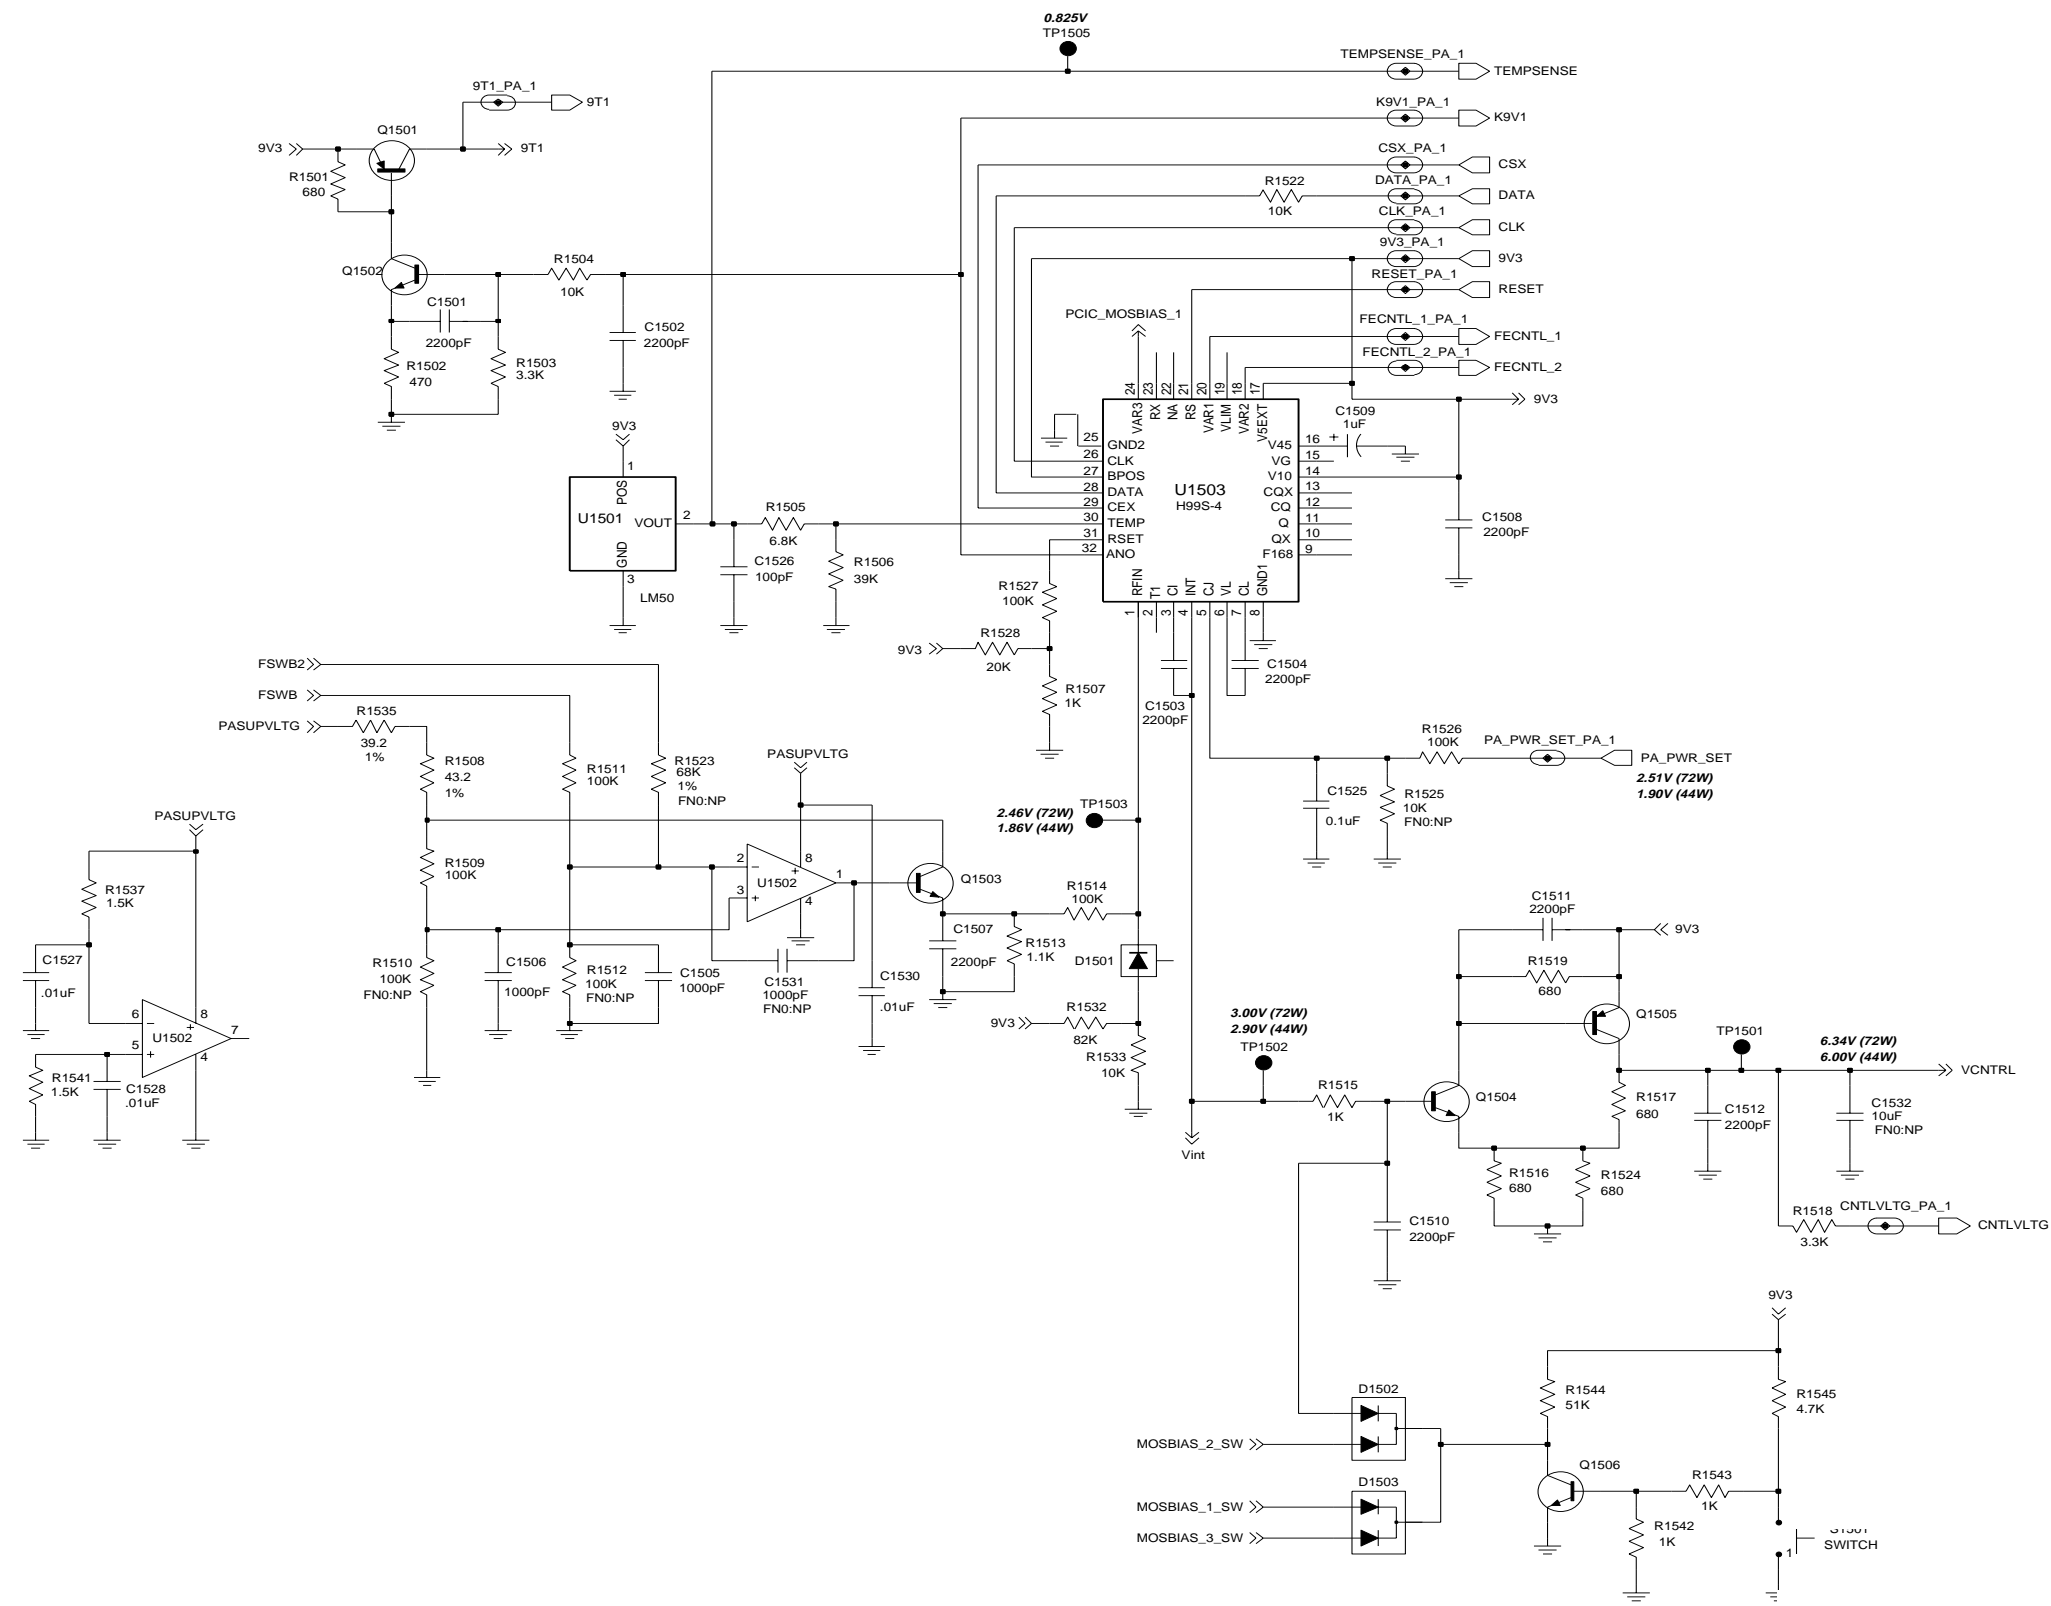 0.825V
TP1505
TEMPSENSE_PA_1
TEMPSENSE
9T1_PA_1
9T1
K9V1_PA_1
K9V1
Q1501
9V3
9T1
R1501
680
CSX_PA_1
CSX
R1522
10K
DATA_PA_1
DATA
CLK_PA_1
CLK
9V3_PA_1
9V3
RESET_PA_1
RESET
Q1502
R1504
10K
C1501
2200pF
C1502
2200pF
R1502
470
R1503
3.3K
PCIC_MOSBIAS_1
FECNTL_1_PA_1
FECNTL_1
FECNTL_2_PA_1
FECNTL_2
24
23
22
21
20
19
18
17
VAR3
RX
NA
RS
VAR1
VLIM
VAR2
V5EXT
9V3
C1509
1uF
+
25
GND2
26
CLK
27
BPOS
28
DATA
29
CEX
30
TEMP
31
RSET
32
ANO
U1503
H99S-4
V45
16
VG
15
V10
14
CQX
13
CQ
12
Q
11
QX
10
F168
9
C1508
2200pF
RFIN
T1
CI
INT
CJ
VL
CL
GND1
1
2
3
4
5
6
7
8
9V3
1
POS
U1501
VOUT
2
GND
3
LM50
R1505
6.8K
C1526
100pF
R1506
39K
R1527
100K
9V3
R1528
20K
R1507
1K
C1503
2200pF
C1504
2200pF
FSWB2
FSWB
PASUPVLTG
R1535
39.2
1%
R1508
43.2
1%
R1511
100K
R1523
68K
1%
FN0:NP
PASUPVLTG
R1526
100K
PA_PWR_SET_PA_1
PA_PWR_SET
2.51V (72W)
1.90V (44W)
C1525
0.1uF
R1525
10K
FN0:NP
2.46V (72W)
1.86V (44W)
TP1503
PASUPVLTG
R1537
1.5K
R1509
100K
2
−
3
+
8
+
U1502
1
4
Q1503
R1514
100K
C1527
.01uF
R1510
100K
FN0:NP
C1506
1000pF
R1512
100K
FN0:NP
C1505
1000pF
C1531
1000pF
FN0:NP
C1530
.01uF
C1507
2200pF
R1513
1.1K
D1501
6
−
5
+
8
+
U1502
7
4
R1541
1.5K
C1528
.01uF
9V3
R1532
82K
R1533
10K
C1511
2200pF
9V3
R1519
680
Q1505
3.00V (72W)
2.90V (44W)
TP1502
TP1501
6.34V (72W)
6.00V (44W)
VCNTRL
R1515
1K
Q1504
R1517
680
C1512
2200pF
C1532
10uF
FN0:NP
Vint
R1516
680
R1524
680
C1510
2200pF
R1518
3.3K
CNTLVLTG_PA_1
CNTLVLTG
9V3
D1502
R1544
51K
R1545
4.7K
MOSBIAS_2_SW
D1503
Q1506
R1543
1K
MOSBIAS_1_SW
MOSBIAS_3_SW
R1542
1K
1
SWITCH